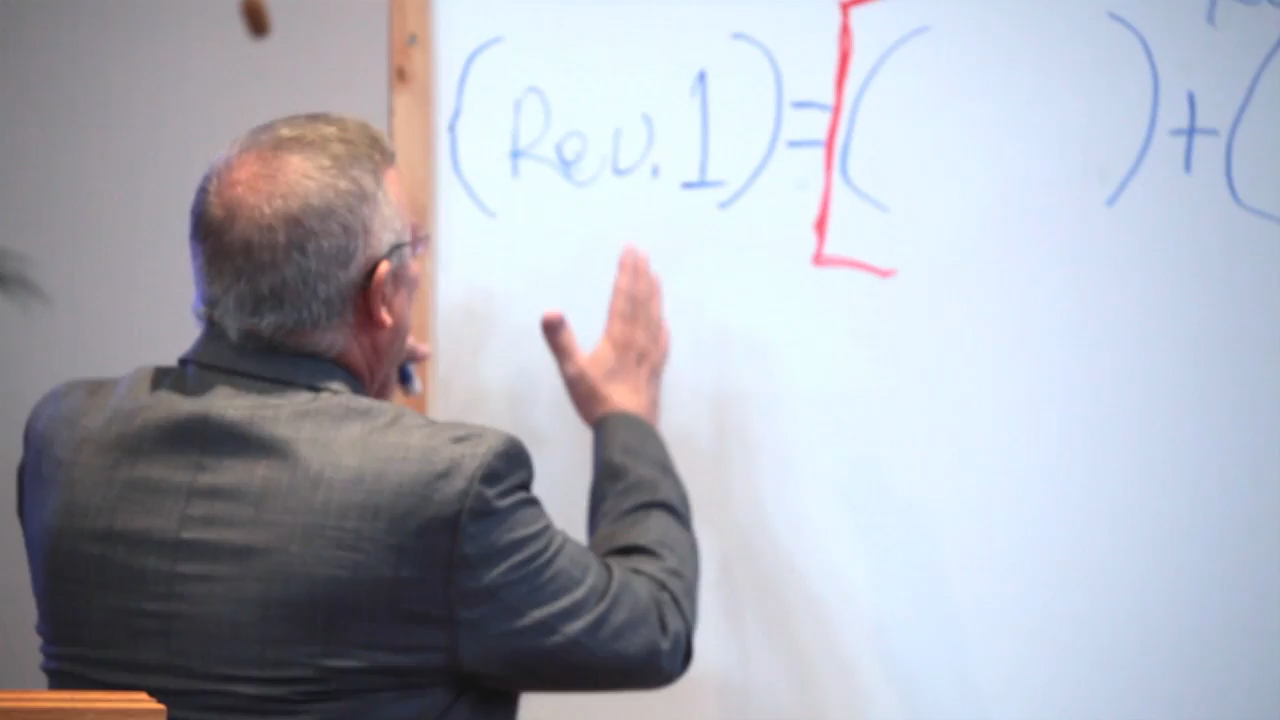 (Rev. 1) = [( ) + (